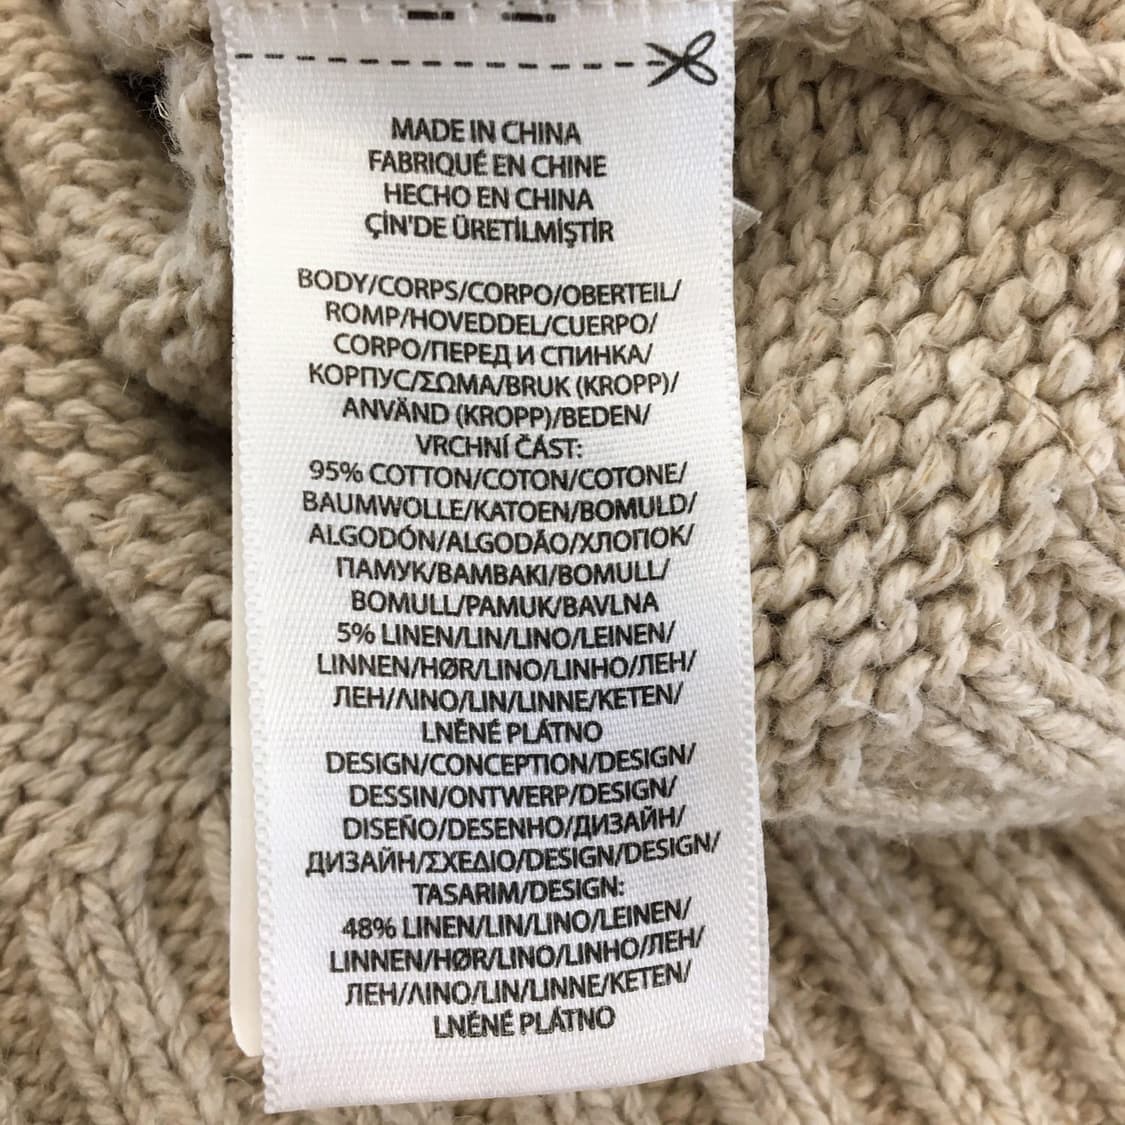 MADE IN CHINA
FABRIQUÉ EN CHINE
HECHO EN CHINA
ÇİN'DE ÜRETİLMİŞTİR
BODY/CORPS/CORPO/OBERTEIL/
ROMP/HOVEDDEL/CUERPO/
CORPO/ПЕРЕД И СПИНКА/
КОРПУС/ΣΩΜΑ/BRUK (KROPP)/
ANVÄND (KROPP)/BEDEN/
VRCHNÍ ČÁST:
95% COTTON/COTON/COTONE/
BAUMWOLLE/KATOEN/BOMULD/
ALGODÓN/ALGODÃO/ХЛОПОК/
ПАМУК/ΒΑΜΒΑΚΙ/BOMULL/
BOMULL/PAMUK/BAVLNA
5% LINEN/LIN/LINO/LEINEN/
LINNEN/HØR/LINO/LINHO/ЛЕН/
ЛЕН/ΛΙΝΟ/LIN/LINNE/KETEN/
LNĚNÉ PLÁTNO
DESIGN/CONCEPTION/DESIGN/
DESSIN/ONTWERP/DESIGN/
DISEÑO/DESENHO/ДИЗАЙН/
ДИЗАЙН/ΣΧΕΔΙΟ/DESIGN/DESIGN/
TASARIM/DESIGN:
48% LINEN/LIN/LINO/LEINEN/
LINNEN/HØR/LINO/LINHO/ЛЕН/
ЛЕН/ΛΙΝΟ/LIN/LINNE/KETEN/
LNĚNÉ PLÁTNO